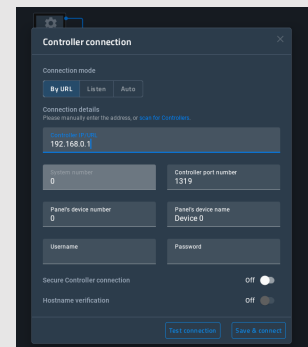 Controller connection
Connection mode
By URL Listen Auto
Connection details
Please manually enter the address, or scan for Controllers.
192.168.0.1
System number
0
Controller port number
1319
Panel's device number
0
Panel's device name
Device 0
Username
Password
Secure Controller connection
Off
Hostname verification
Off
Test connection
Save & connect